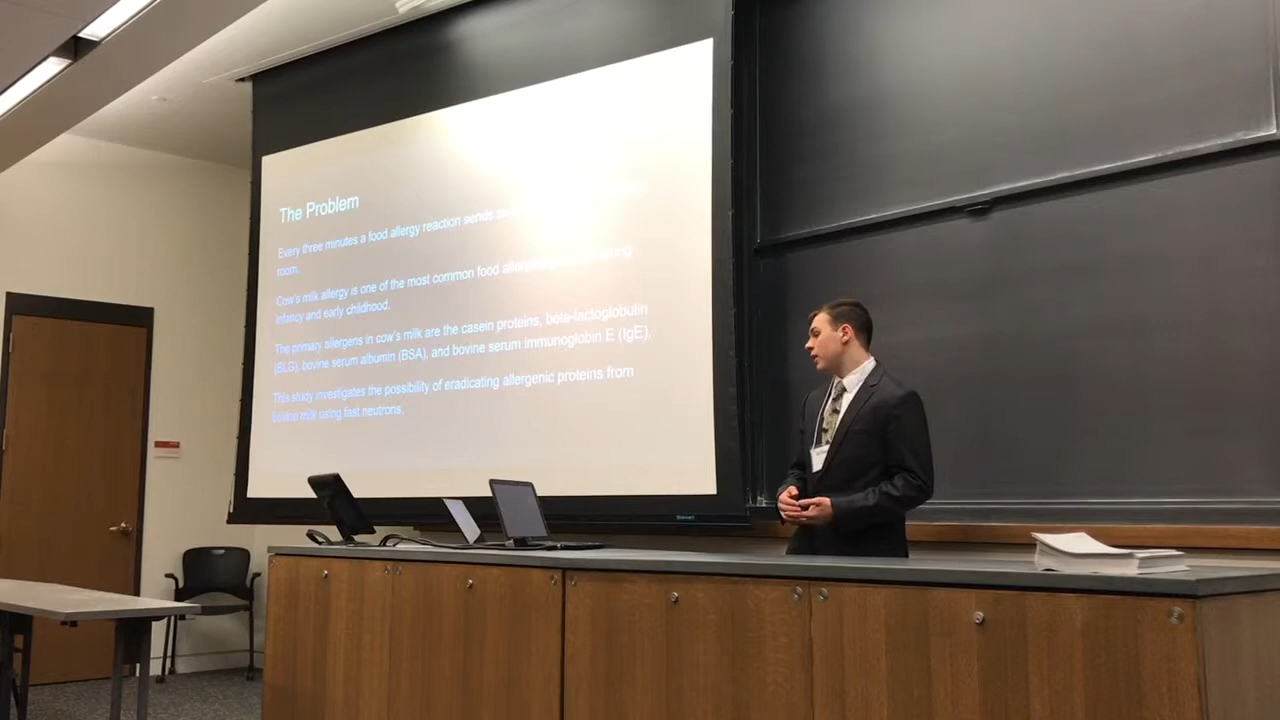 The Problem
Every three minutes a food allergy reaction sends
room.
Cow's milk allergy is one of the most common food
infancy and early childhood.
The primary allergens in cow's milk are the casein proteins, beta-lactoglobulin
(BLG), bovine serum albumin (BSA), and bovine serum immunoglobin E (IgE).
This study investigates the possibility of eradicating allergenic proteins from
bovine milk using fast neutrons.
Stewart